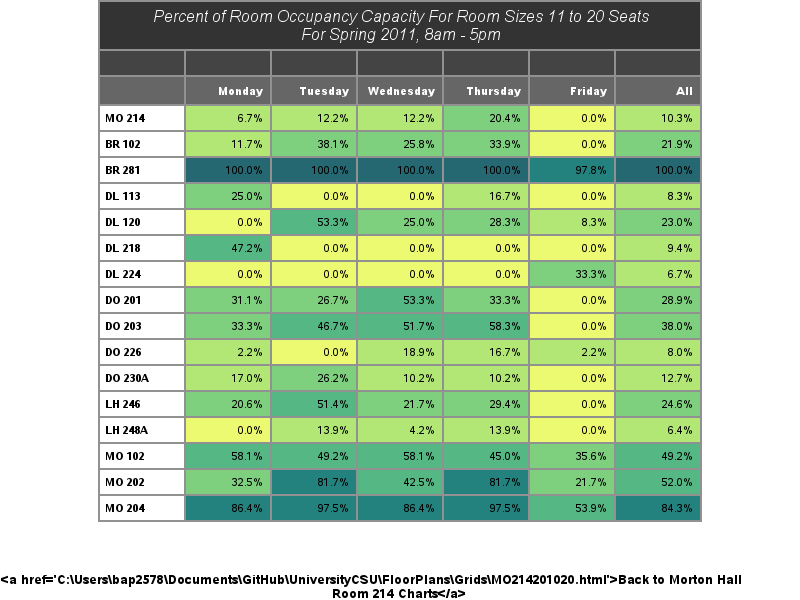 Percent of Room Occupancy Capacity For Room Sizes 11 to 20 Seats
For Spring 2011, 8am - 5pm
Monday Tuesday Wednesday Thursday Friday All
MO 214 6.7% 12.2% 12.2% 20.4% 0.0% 10.3%
BR 102 11.7% 38.1% 25.8% 33.9% 0.0% 21.9%
BR 281 100.0% 100.0% 100.0% 100.0% 97.8% 100.0%
DL 113 25.0% 0.0% 0.0% 16.7% 0.0% 8.3%
DL 120 0.0% 53.3% 25.0% 28.3% 8.3% 23.0%
DL 218 47.2% 0.0% 0.0% 0.0% 0.0% 9.4%
DL 224 0.0% 0.0% 0.0% 0.0% 33.3% 6.7%
DO 201 31.1% 26.7% 53.3% 33.3% 0.0% 28.9%
DO 203 33.3% 46.7% 51.7% 58.3% 0.0% 38.0%
DO 226 2.2% 0.0% 18.9% 16.7% 2.2% 8.0%
DO 230A 17.0% 26.2% 10.2% 10.2% 0.0% 12.7%
LH 246 20.6% 51.4% 21.7% 29.4% 0.0% 24.6%
LH 248A 0.0% 13.9% 4.2% 13.9% 0.0% 6.4%
MO 102 58.1% 49.2% 58.1% 45.0% 35.6% 49.2%
MO 202 32.5% 81.7% 42.5% 81.7% 21.7% 52.0%
MO 204 86.4% 97.5% 86.4% 97.5% 53.9% 84.3%
<a href='C:\Users\bap2578\Documents\GitHub\UniversityCSU\FloorPlans\Grids\MO214201020.html'>Back to Morton Hall
Room 214 Charts</a>